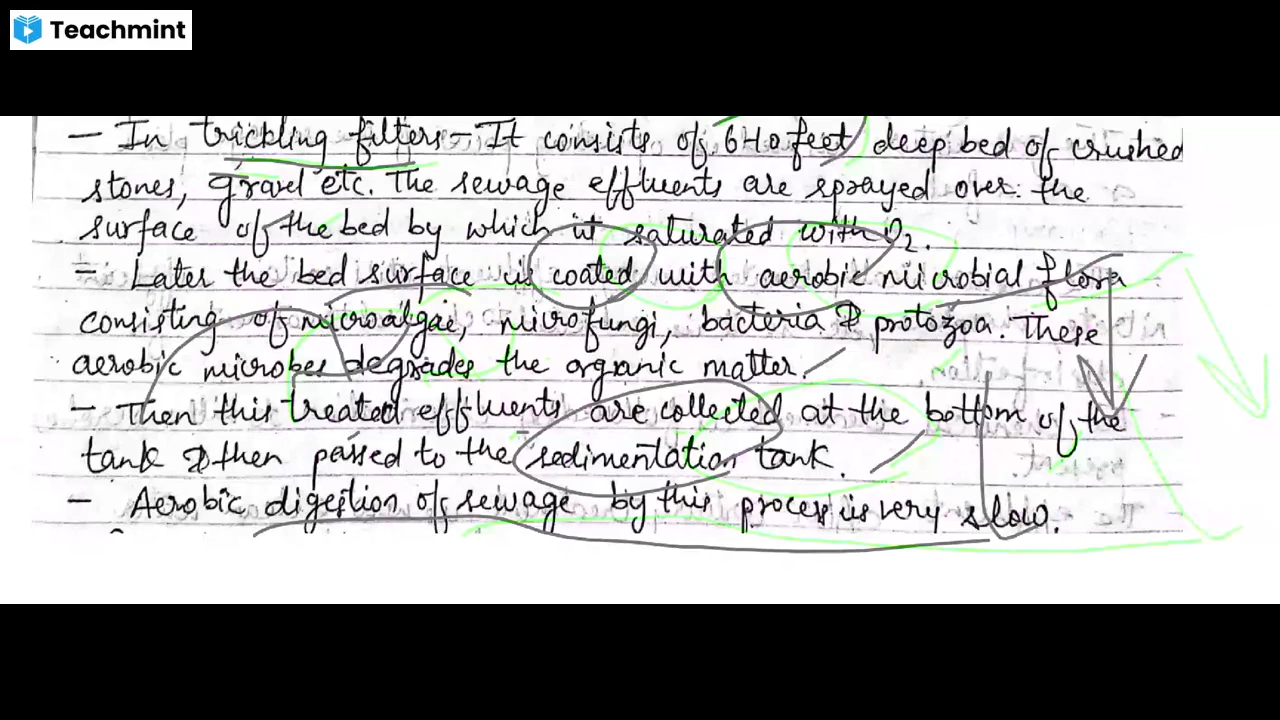 Teachmint
- In trickling filters - It consists of 6-10 feet deep bed of crushed
stones, gravel etc. The sewage effluents are sprayed over the
surface of the bed by which it saturated with O2.
- Later the bed surface is coated with aerobic microbial flora
consisting of microalgae, microfungi, bacteria & protozoa. These
aerobic microbes degrades the organic matter.
- Then this treated effluents are collected at the bottom of the
tank & then passed to the sedimentation tank.
- Aerobic digestion of sewage by this process is very slow.